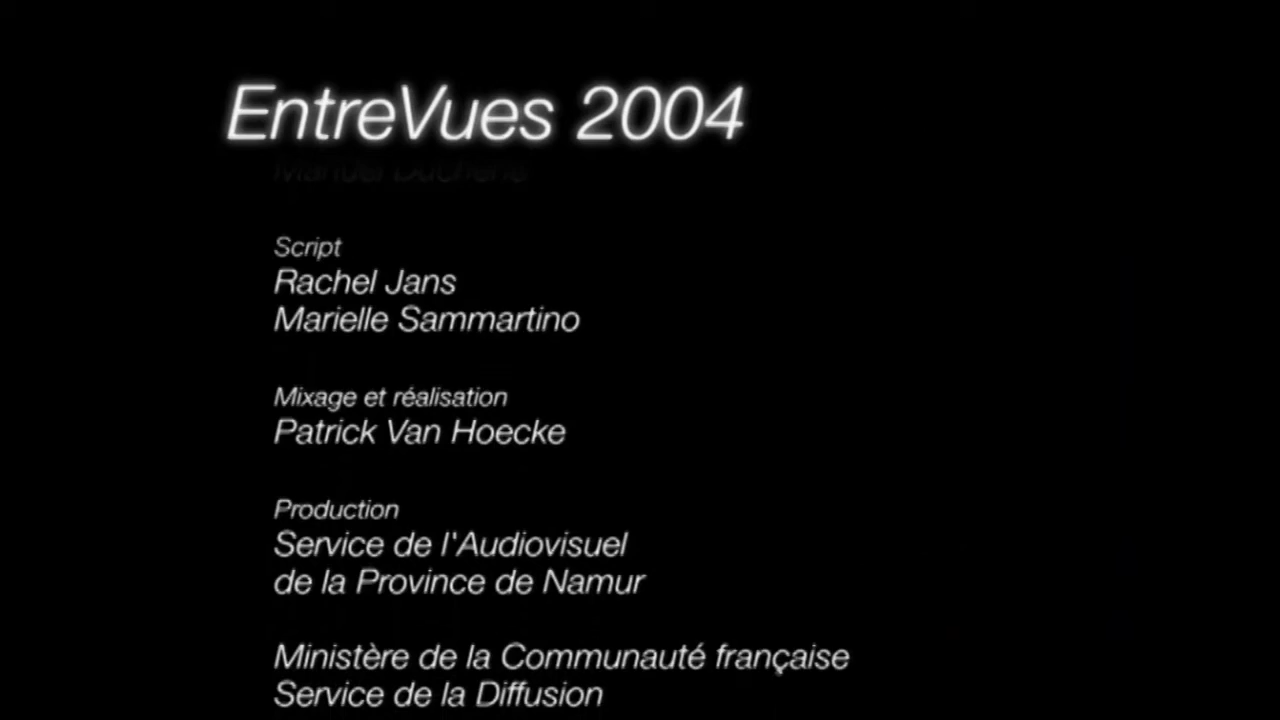 EntreVues 2004
Script
Rachel Jans
Marielle Sammartino
Mixage et réalisation
Patrick Van Hoecke
Production
Service de l'Audiovisuel
de la Province de Namur
Ministère de la Communauté française
Service de la Diffusion